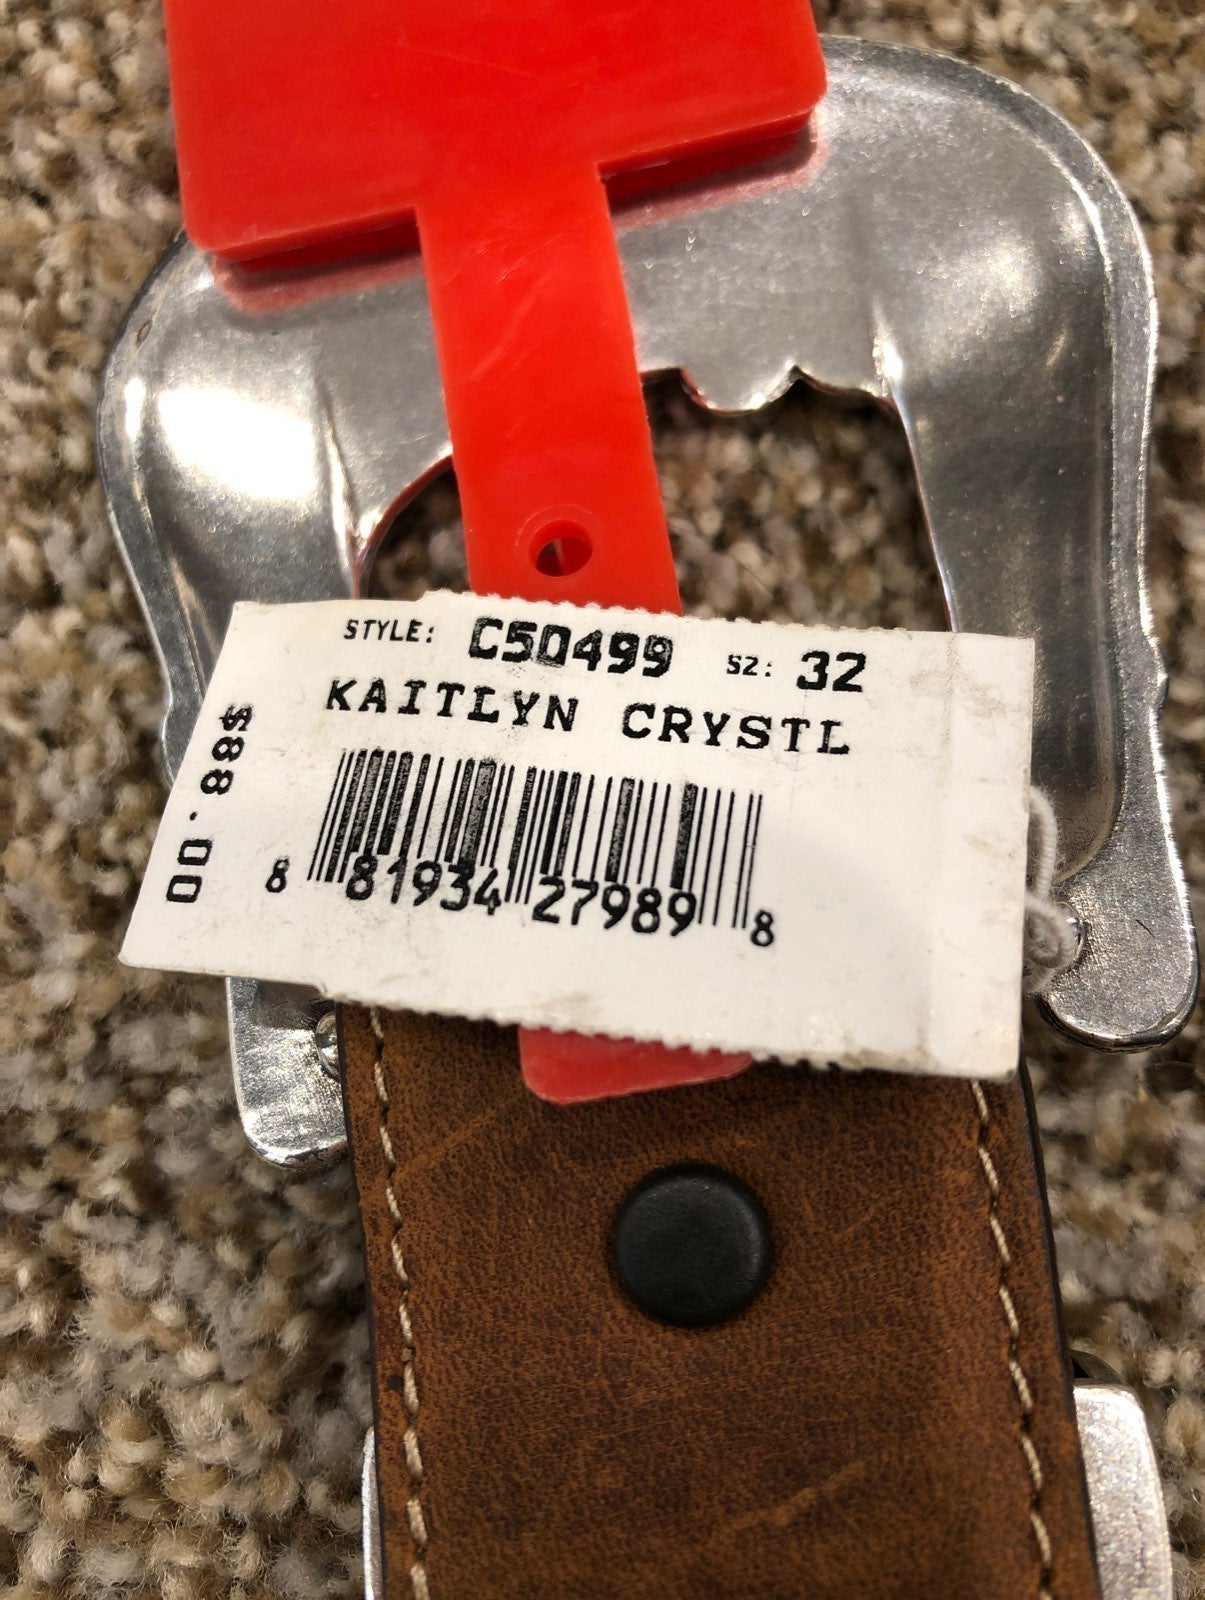 STYLE: C50499 SZ: 32
KAITLYN CRYSTL
$88.00
8 81934 27989 8